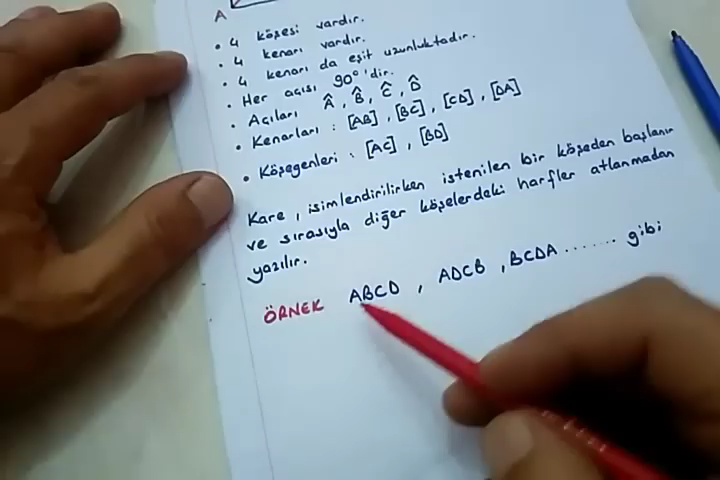 A
• 4 köşesi vardır.
• 4 kenarı vardır.
• 4 kenarı da eşit uzunluktadır.
• Her açısı 90°'dir.
• Açıları Â, B̂, Ĉ, D̂
• Kenarları : [AB], [BC], [CD], [DA]
• Köşegenleri : [AC], [BD]
Kare, isimlendirilirken istenilen bir köşeden başlanır
ve sırasıyla diğer köşelerdeki harfler atlanmadan
yazılır.
ÖRNEK ABCD, ADCB, BCDA ....... gibi